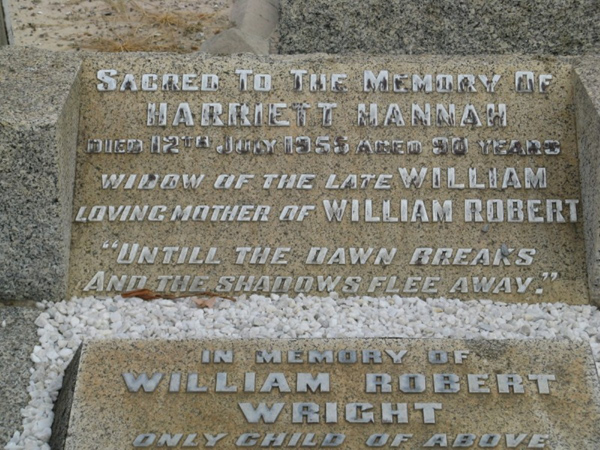 SACRED TO THE MEMORY OF
HARRIETT HANNAH
DIED 12TH JULY 1955 AGED 90 YEARS
WIDOW OF THE LATE WILLIAM
LOVING MOTHER OF WILLIAM ROBERT
"UNTILL THE DAWN BREAKS
AND THE SHADOWS FLEE AWAY."
IN MEMORY OF
WILLIAM ROBERT
WRIGHT
ONLY CHILD OF ABOVE